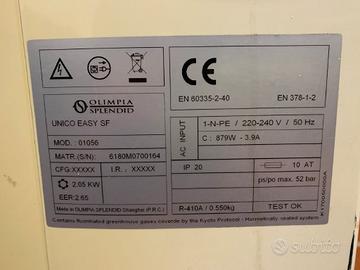 OLIMPIA
SPLENDID
UNICO EASY SF
MOD. : 01056
MATR.(S/N): 6180M0700164
CFG:XXXXX I.R.: XXXXX
2.05 KW
EER:2.65
Made in OLIMPIA SPLENDID Shanghai (P.R.C.)
CE
EN 60335-2-40 EN 378-1-2
AC INPUT
1-N-PE / 220-240 V / 50 Hz
C : 879W - 3.9A
IP 20
10 AT
ps/po max. 52 bar
R-410A / 0.550kg
TEST OK
Contains fluorinated greenhouse gases covered by the Kyoto Protocol - Hermetically sealed system
subito